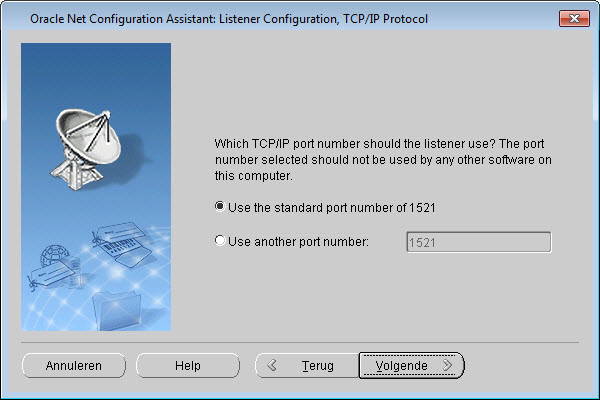 Oracle Net Configuration Assistant: Listener Configuration, TCP/IP Protocol
Which TCP/IP port number should the listener use? The port
number selected should not be used by any other software on
this computer.
Use the standard port number of 1521
Use another port number: 1521
Annuleren Help Terug Volgende